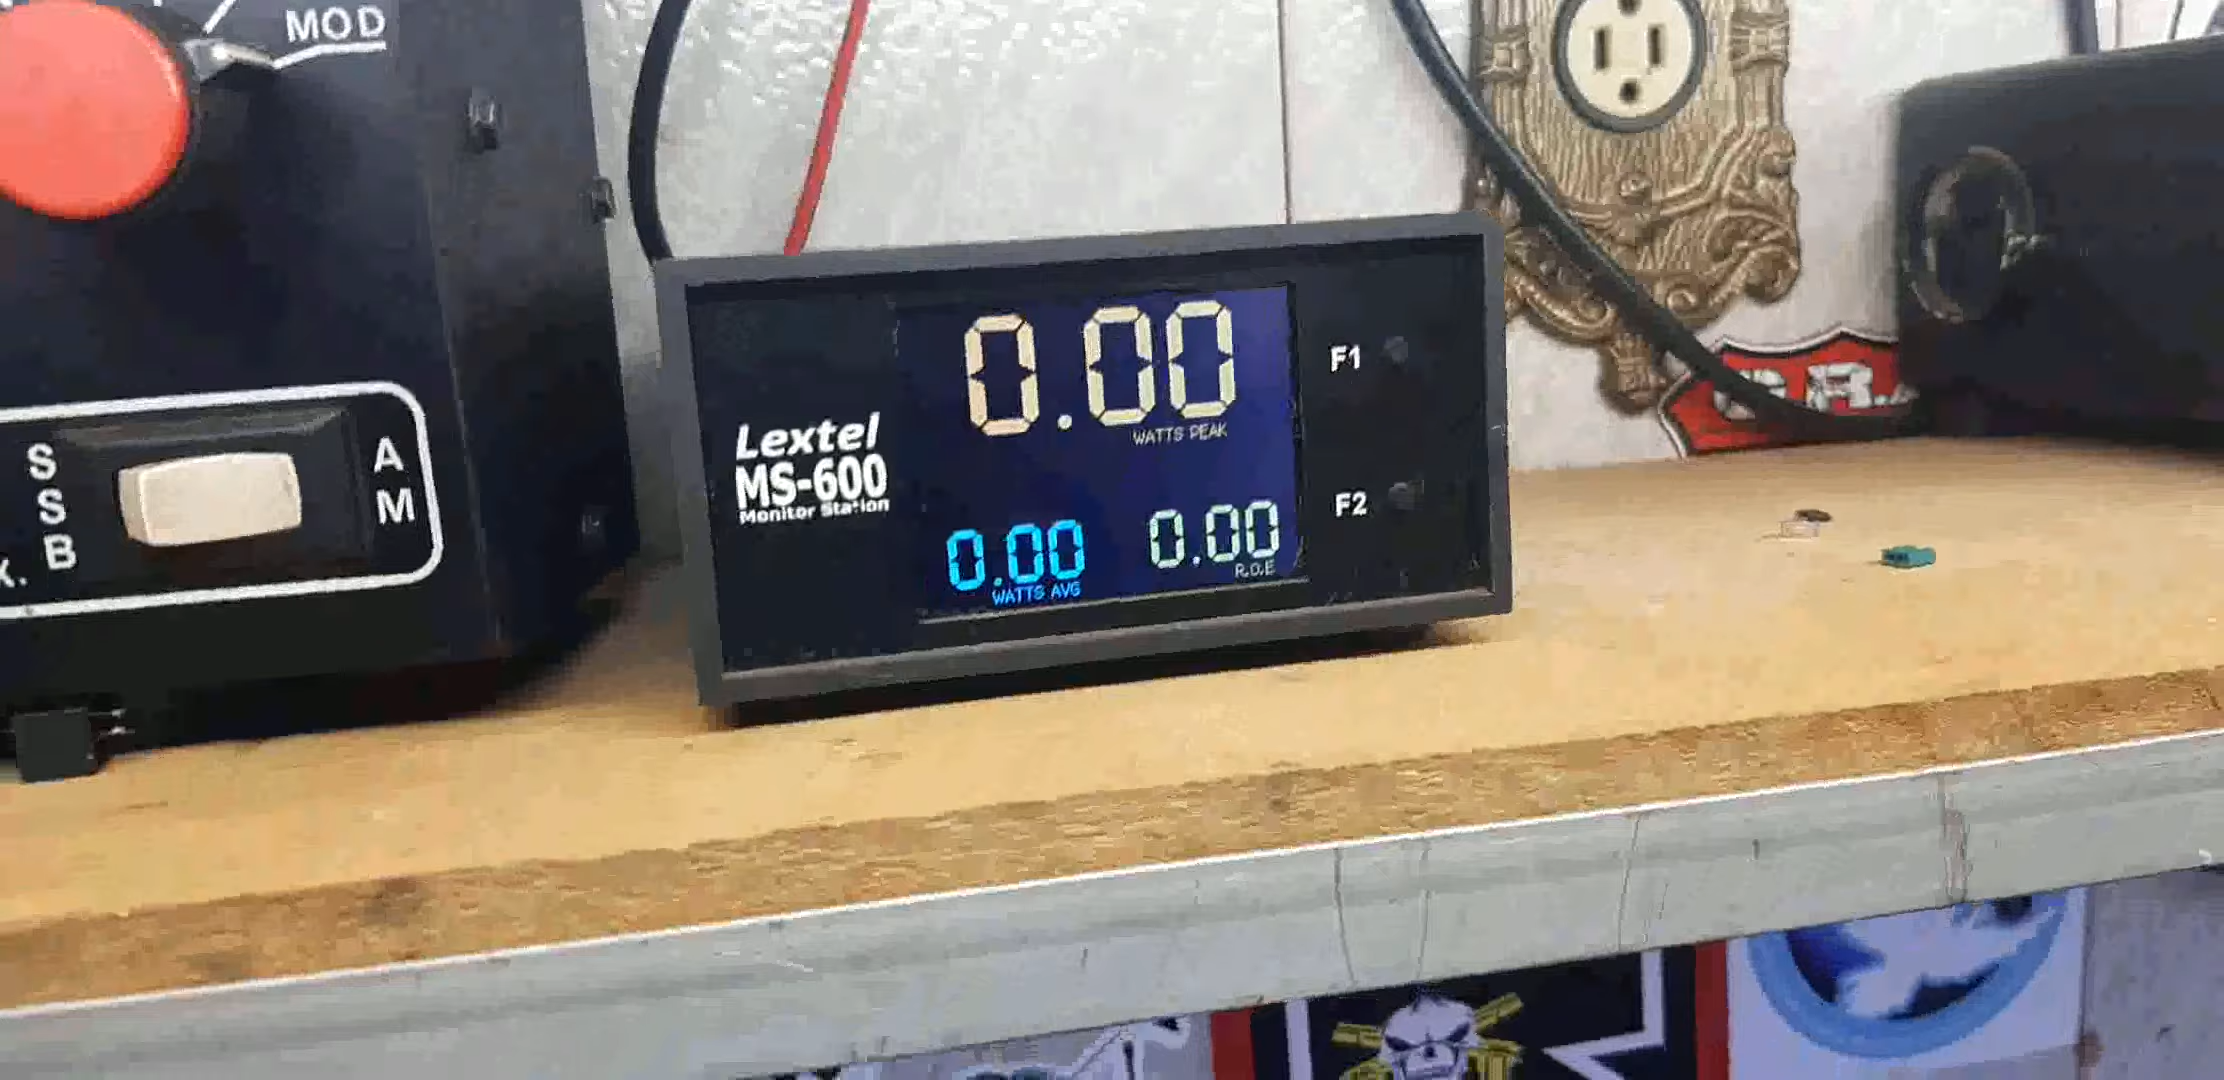 MOD
S
S
B
A
M
Lextel
MS-600
Monitor Station
0.00
WATTS PEAK
0.00
WATTS AVG
0.00
R.O.E
F1
F2